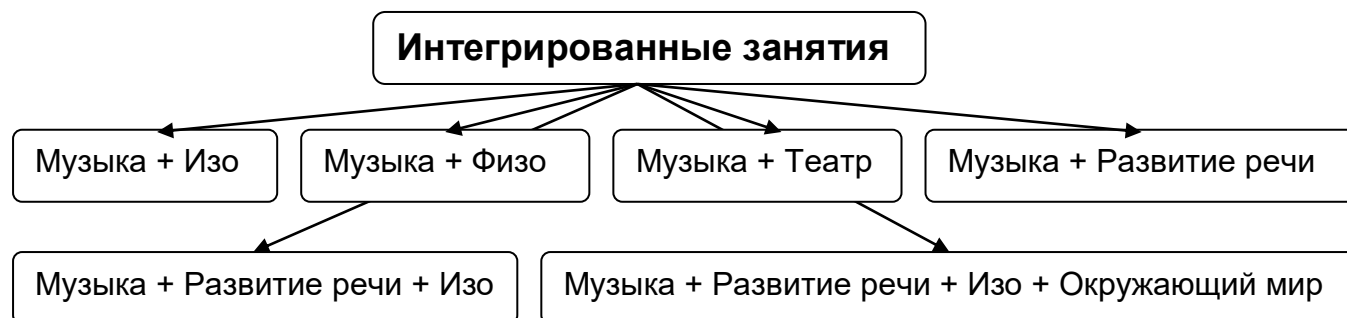 Интегрированные занятия
Музыка + Изо
Музыка + Физо
Музыка + Театр
Музыка + Развитие речи
Музыка + Развитие речи + Изо
Музыка + Развитие речи + Изо + Окружающий мир